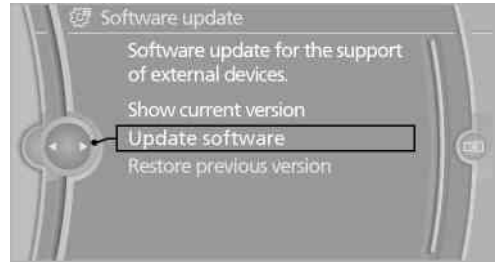 Software update
Software update for the support
of external devices.
Show current version
Update software
Restore previous version